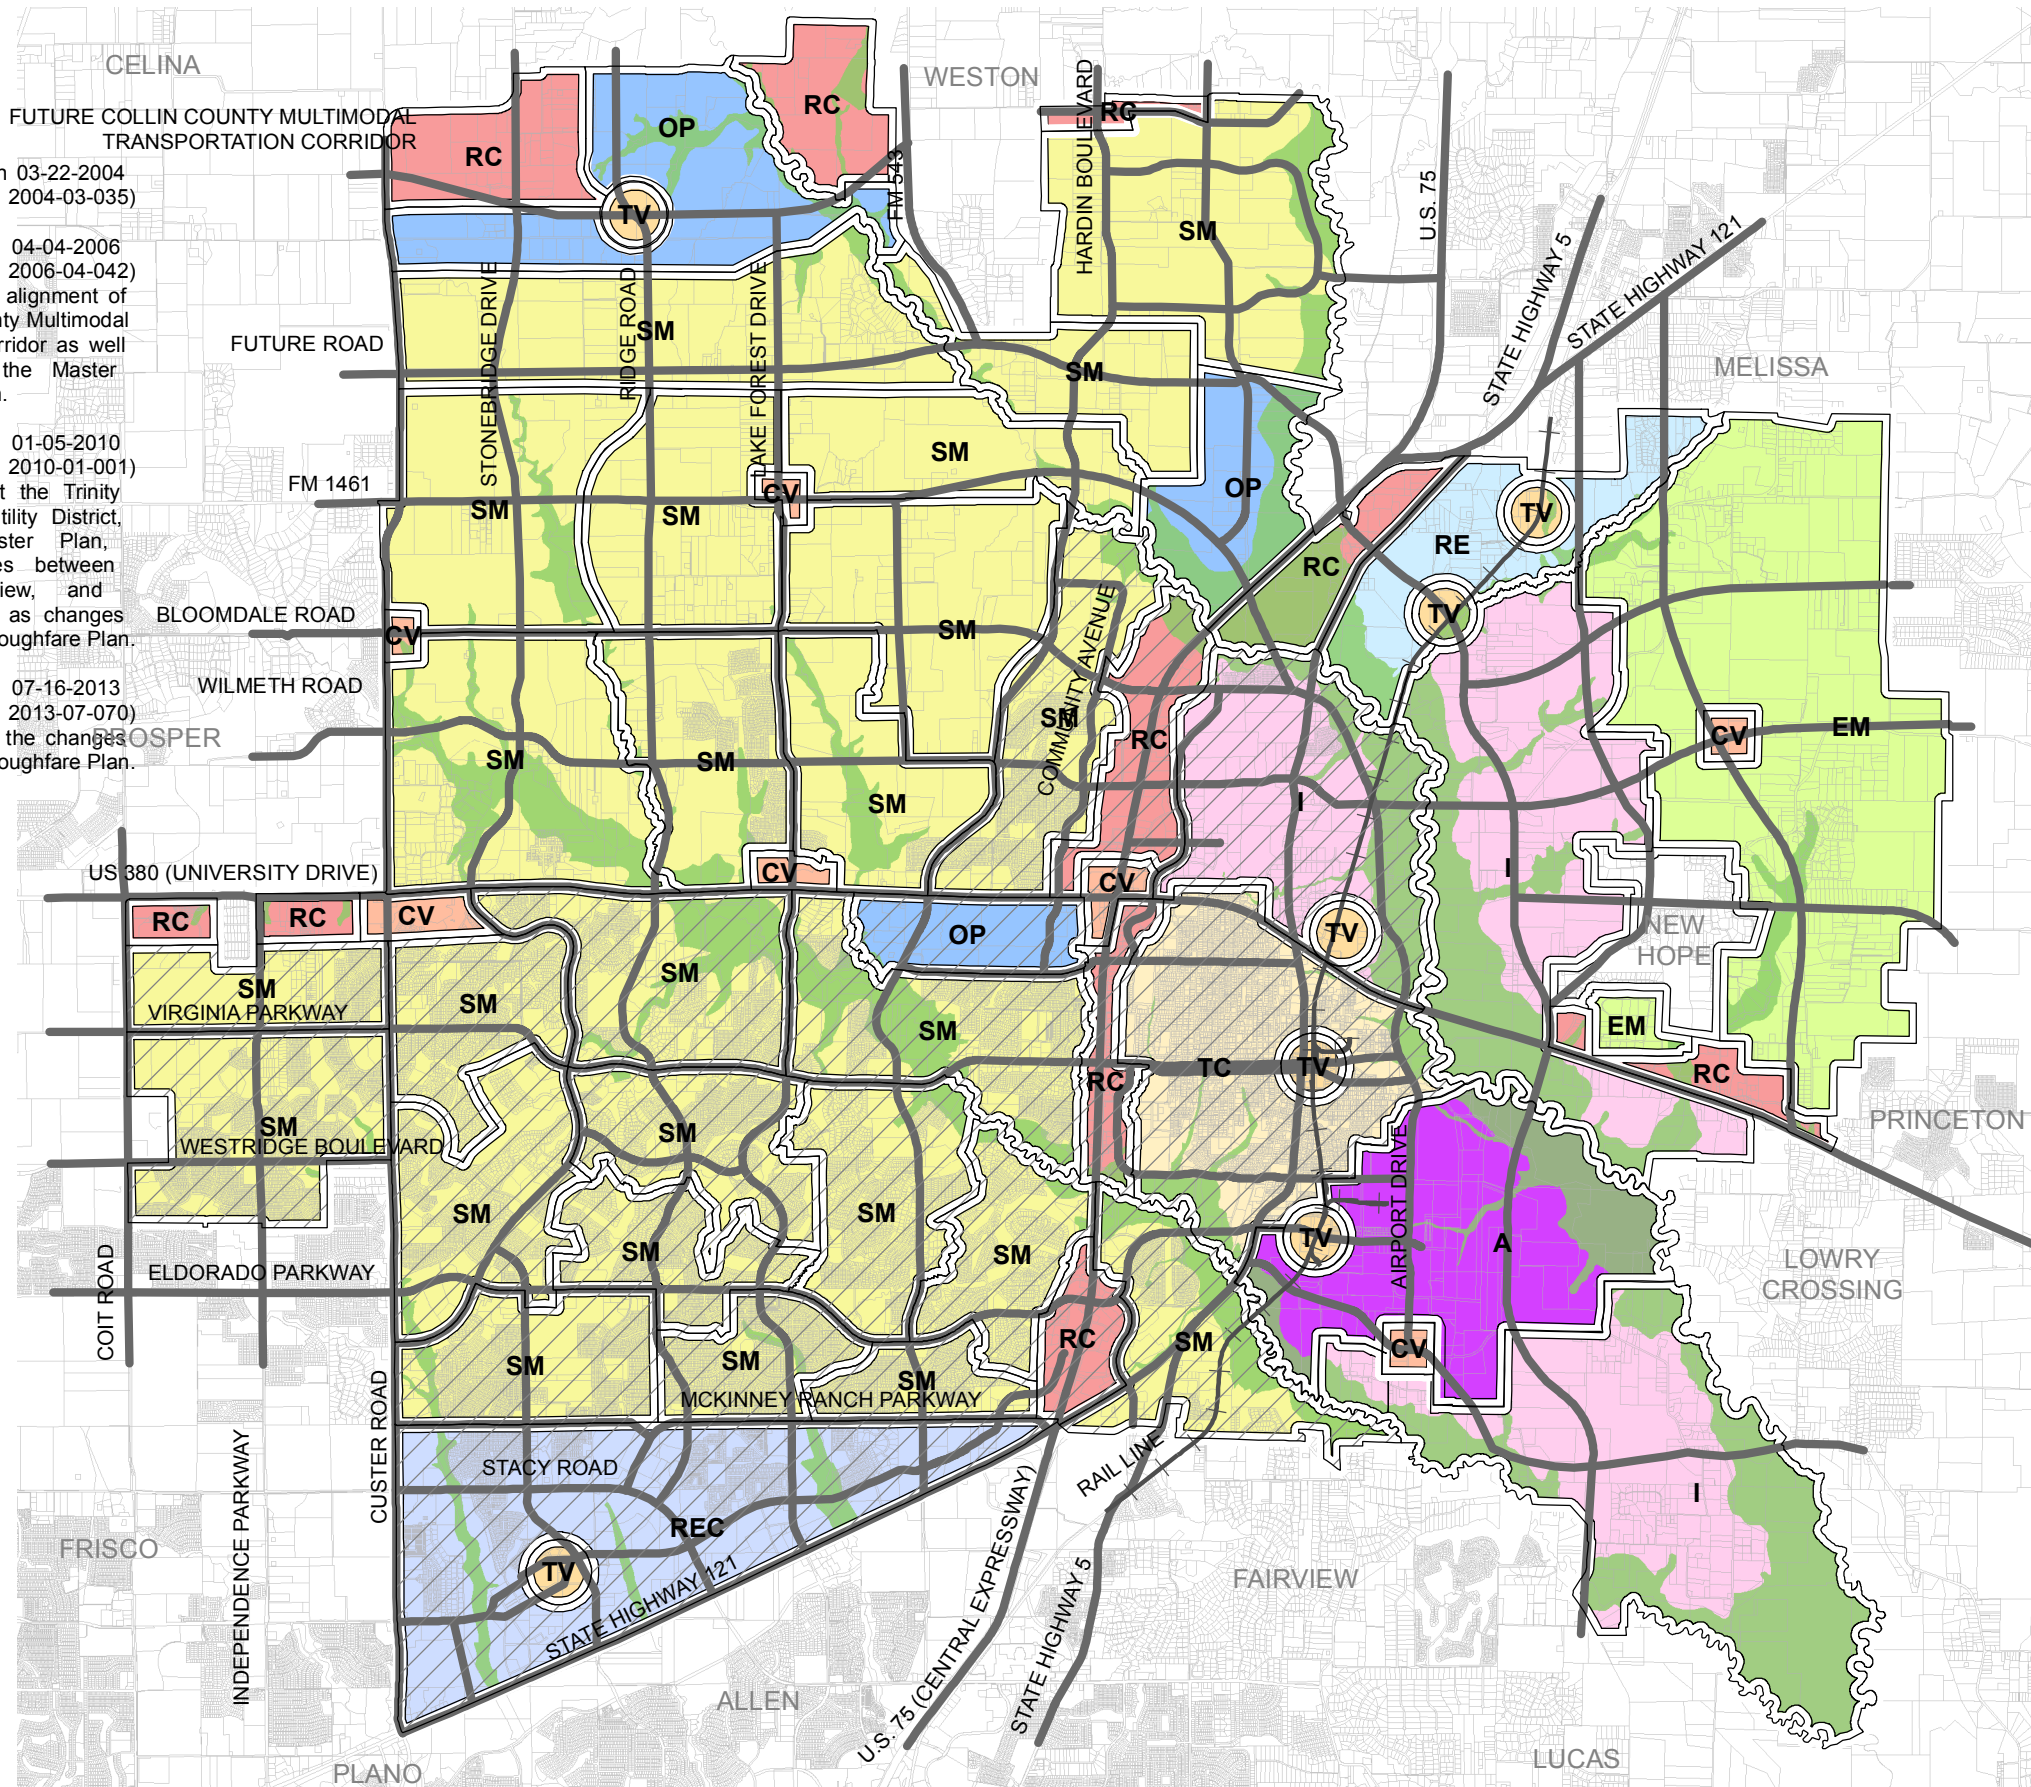 CELINA
WESTON
FUTURE COLLIN COUNTY MULTIMODAL
TRANSPORTATION CORRIDOR
RC
OP
RC
RC
HARDIN BOULEVARD
FM 543
U.S. 75
03-22-2004
2004-03-035)
TV
SM
STATE HIGHWAY 5
STATE HIGHWAY 121
04-04-2006
2006-04-042)
alignment of
Multimodal
as well
the Master
STONEBRIDGE DRIVE
RIDGE ROAD
LAKE FOREST DRIVE
SM
SM
FUTURE ROAD
MELISSA
01-05-2010
2010-01-001)
the Trinity
District,
Plan,
between
and
as changes
Plan.
FM 1461
SM
SM
SM
CV
OP
TV
RE
RC
TV
BLOOMDALE ROAD
CV
SM
COMMUNITY AVENUE
WILMETH ROAD
07-16-2013
2013-07-070)
the changes
Plan.
PROSPER
SM
SM
SM
RC
SM
I
CV
EM
I
US 380 (UNIVERSITY DRIVE)
CV
CV
RC
RC
CV
OP
TV
NEW
HOPE
SM
VIRGINIA PARKWAY
SM
SM
SM
EM
RC
TC
TV
RC
PRINCETON
SM
WESTRIDGE BOULEVARD
SM
AIRPORT DRIVE
SM
SM
SM
SM
TV
A
LOWRY
CROSSING
COIT ROAD
ELDORADO PARKWAY
RC
SM
CV
SM
SM
SM
MCKINNEY RANCH PARKWAY
CUSTER ROAD
INDEPENDENCE PARKWAY
STACY ROAD
RAIL LINE
I
REC
TV
STATE HIGHWAY 121
FRISCO
FAIRVIEW
U.S. 75 (CENTRAL EXPRESSWAY)
STATE HIGHWAY 5
ALLEN
PLANO
LUCAS